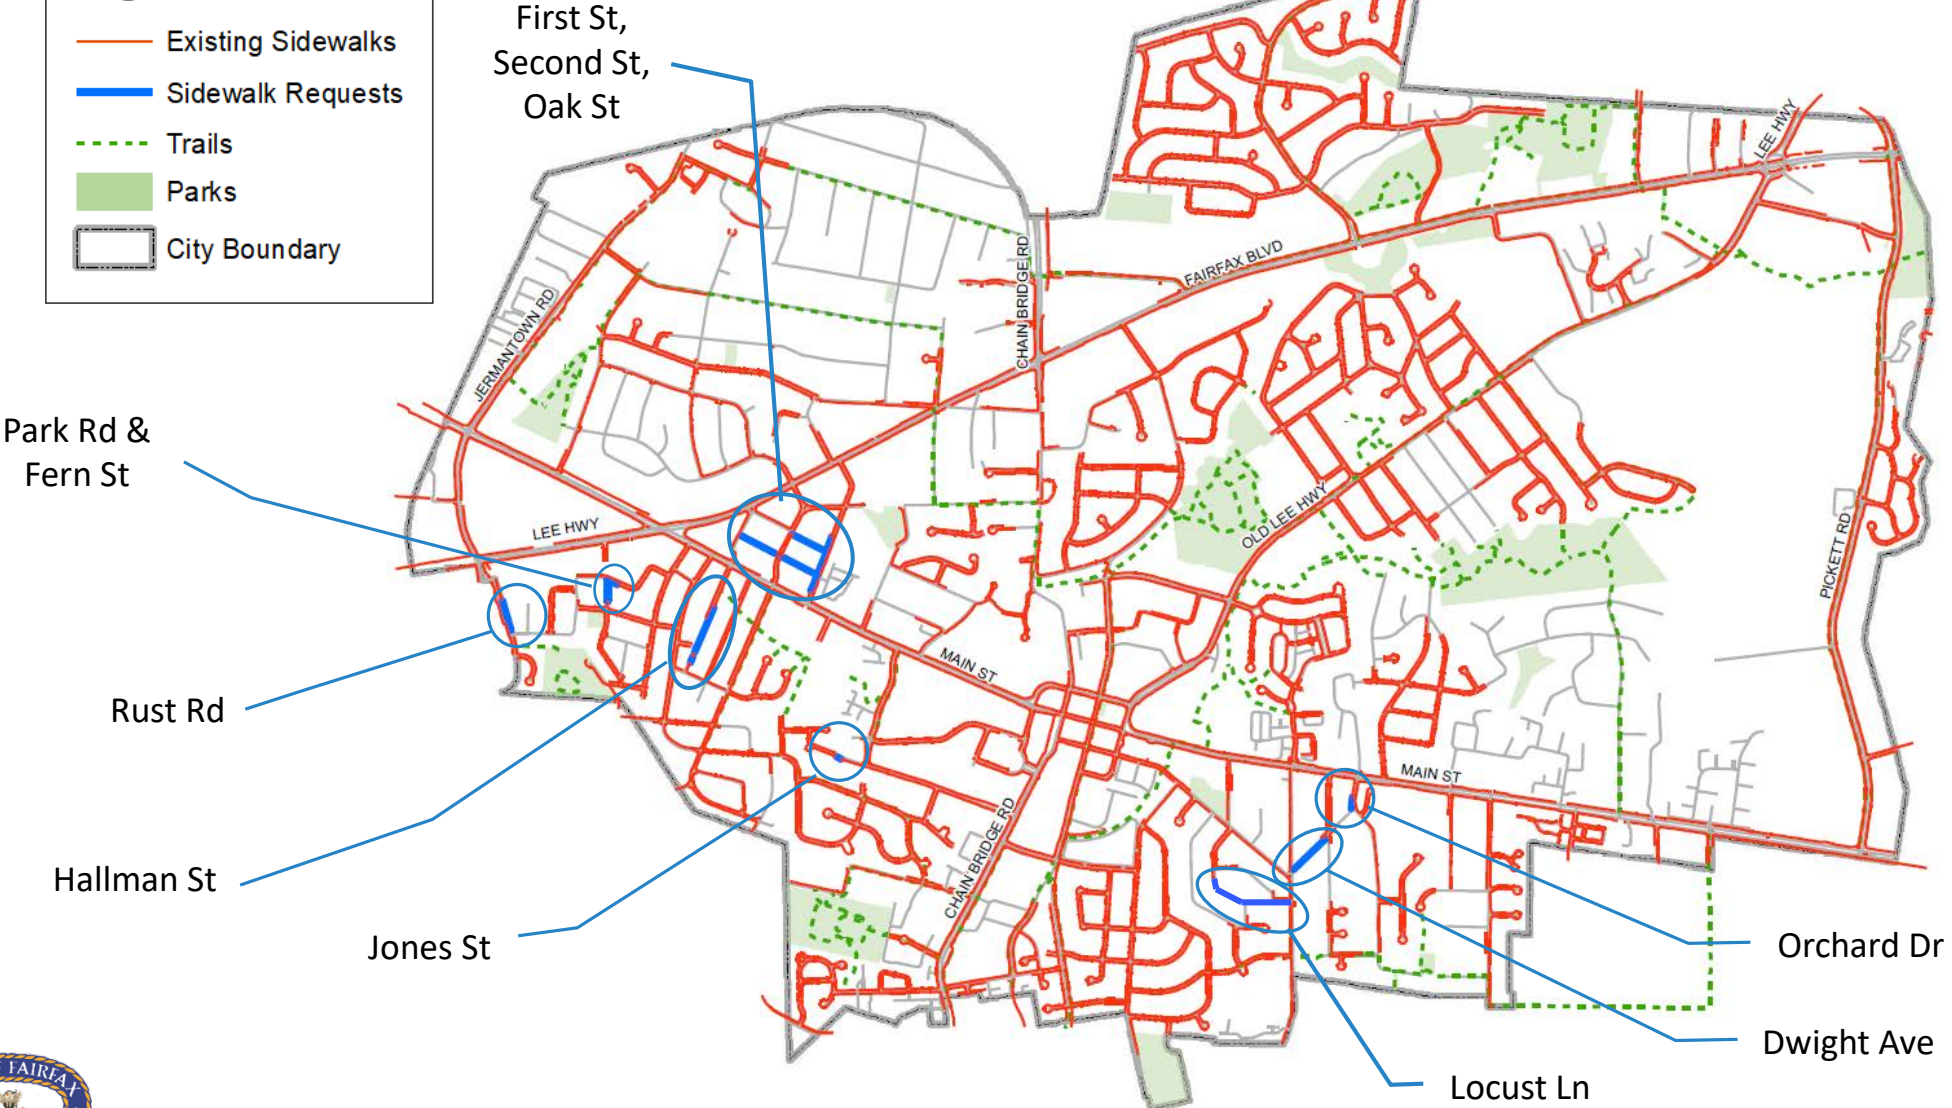 Existing Sidewalks
Sidewalk Requests
Trails
Parks
City Boundary
First St,
Second St,
Oak St
Park Rd &
Fern St
Rust Rd
Hallman St
Jones St
Orchard Dr
Dwight Ave
Locust Ln
JERMANTOWN RD
CHAIN BRIDGE RD
FAIRFAX BLVD
LEE HWY
LEE HWY
OLD LEE HWY
PICKETT RD
MAIN ST
MAIN ST
CHAIN BRIDGE RD
FAIRFAX